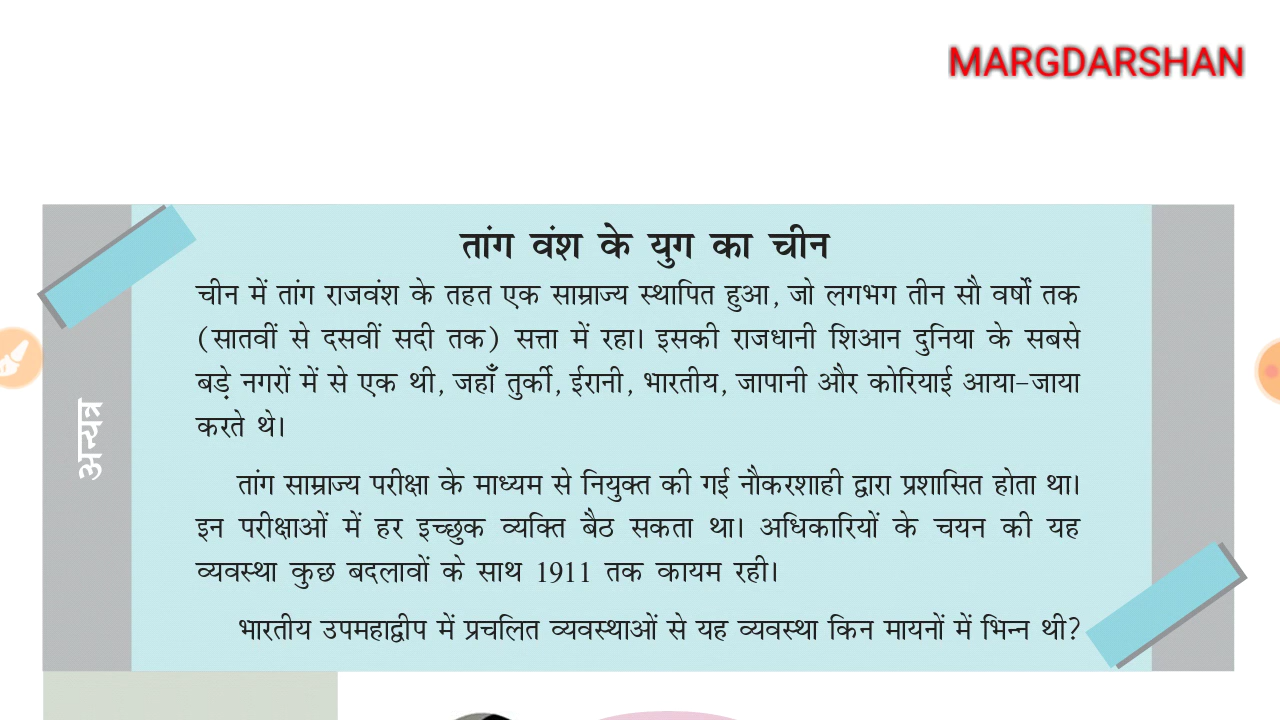 MARGDARSHAN
तांग वंश के युग का चीन
चीन में तांग राजवंश के तहत एक साम्राज्य स्थापित हुआ, जो लगभग तीन सौ वर्षों तक
(सातवीं से दसवीं सदी तक) सत्ता में रहा। इसकी राजधानी शिआन दुनिया के सबसे
बड़े नगरों में से एक थी, जहाँ तुर्की, ईरानी, भारतीय, जापानी और कोरियाई आया-जाया
करते थे।
तांग साम्राज्य परीक्षा के माध्यम से नियुक्त की गई नौकरशाही द्वारा प्रशासित होता था।
इन परीक्षाओं में हर इच्छुक व्यक्ति बैठ सकता था। अधिकारियों के चयन की यह
व्यवस्था कुछ बदलावों के साथ 1911 तक कायम रही।
भारतीय उपमहाद्वीप में प्रचलित व्यवस्थाओं से यह व्यवस्था किन मायनों में भिन्न थी?
अन्यत्र